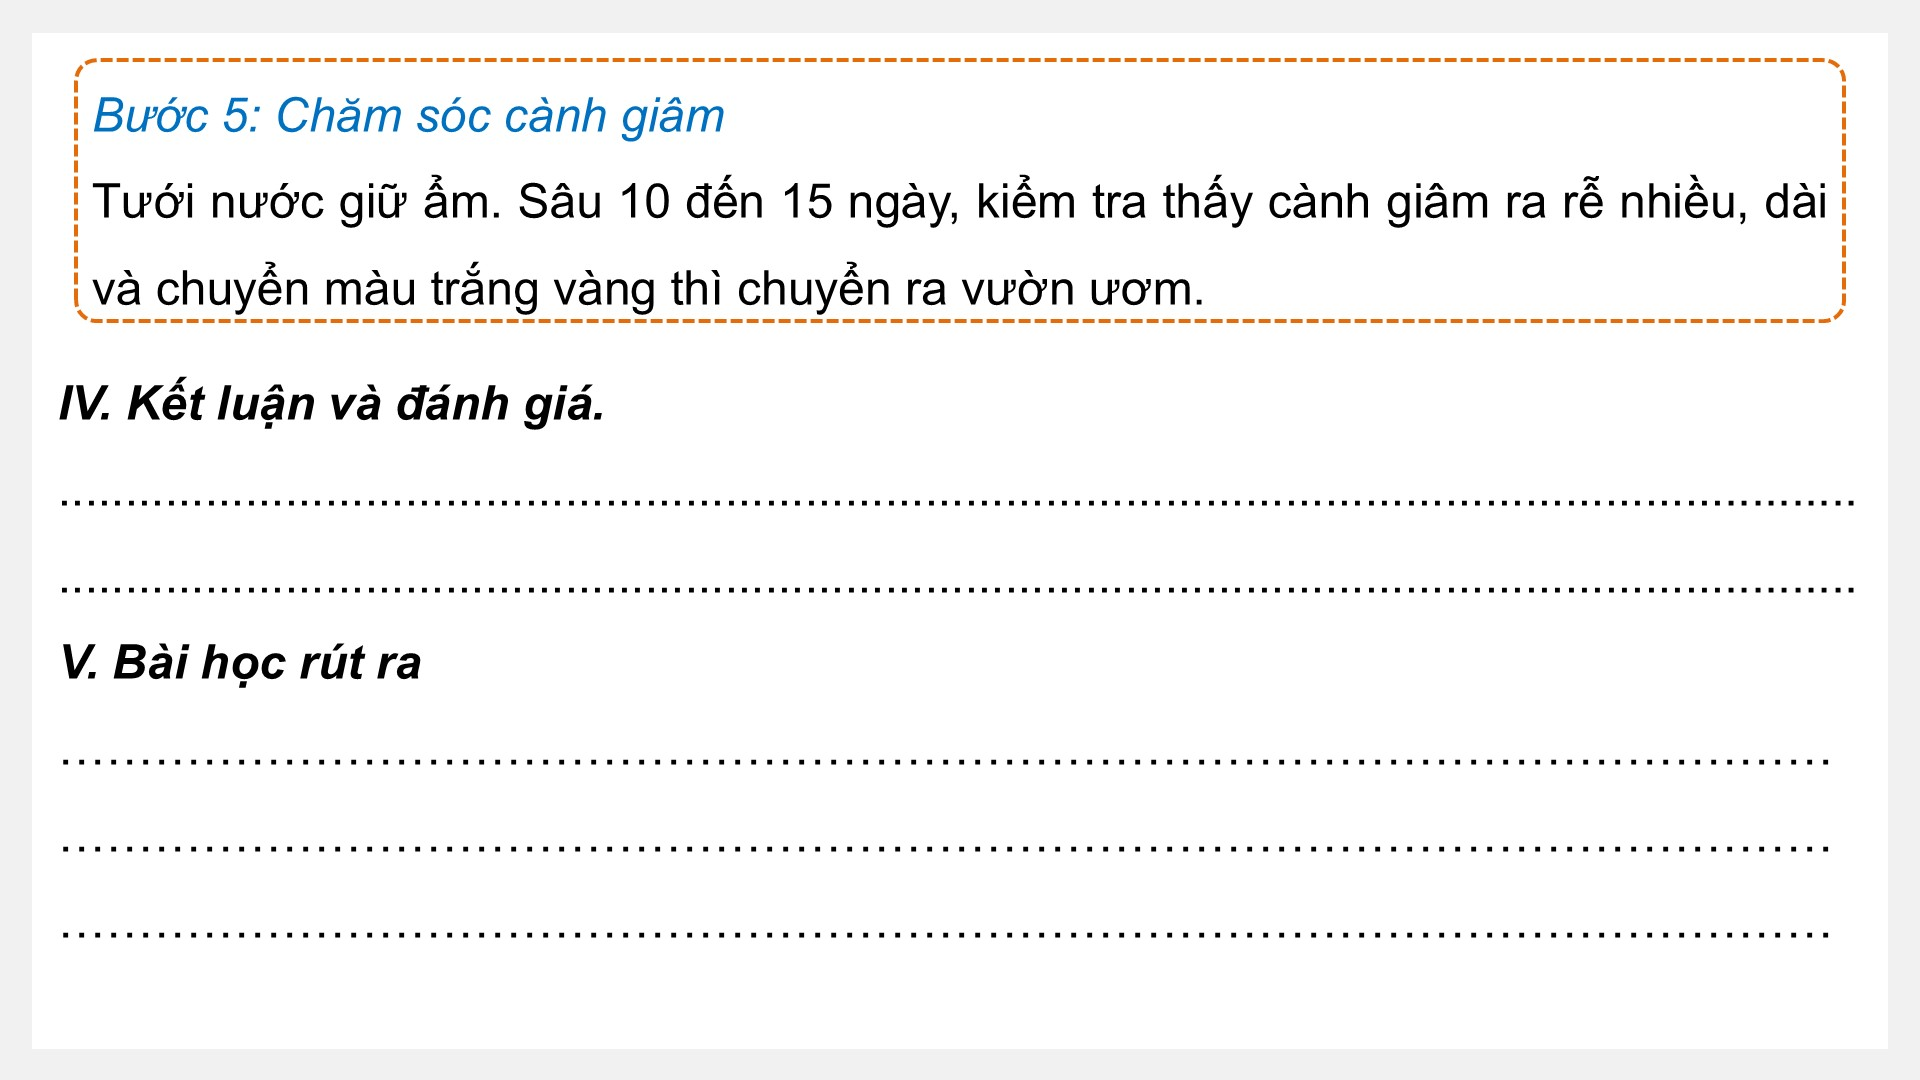 Bước 5: Chăm sóc cành giâm
Tưới nước giữ ẩm. Sâu 10 đến 15 ngày, kiểm tra thấy cành giâm ra rễ nhiều, dài
và chuyển màu trắng vàng thì chuyển ra vườn ươm.
IV. Kết luận và đánh giá.
........................................................................................................................................
........................................................................................................................................
V. Bài học rút ra
……………………………………………………………………………………………
……………………………………………………………………………………………
……………………………………………………………………………………………